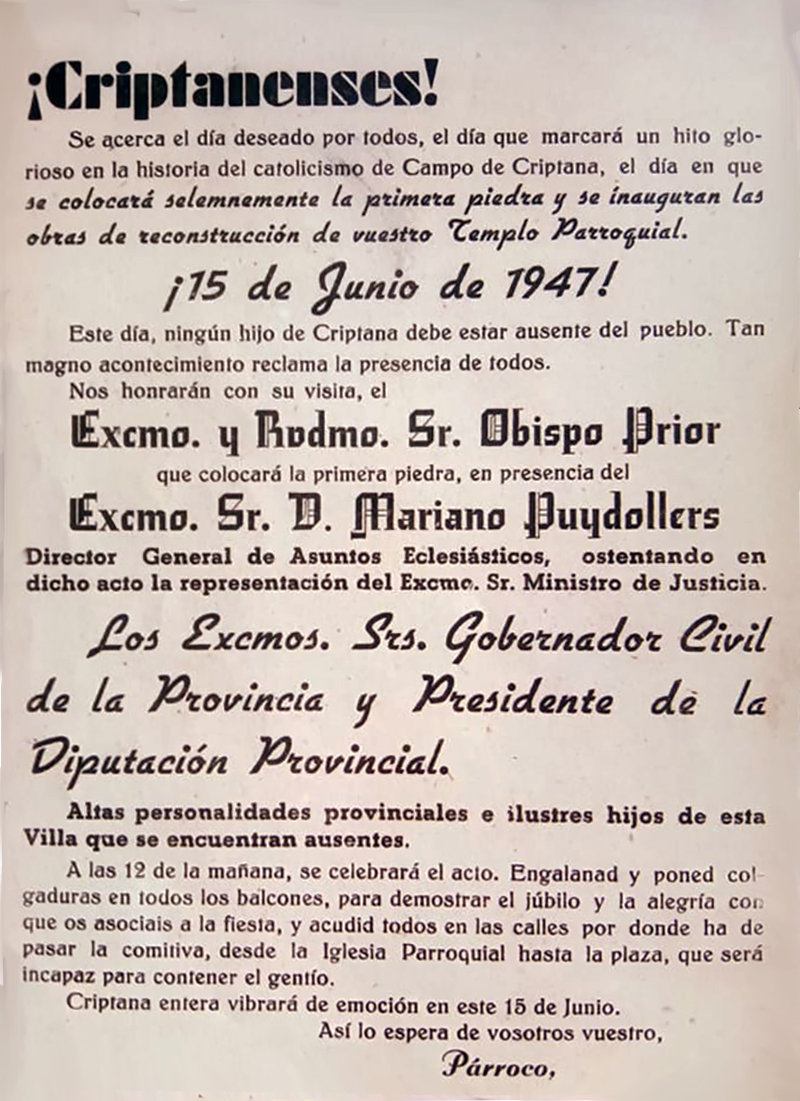 ¡Criptanenses!
Se acerca el día deseado por todos, el día que marcará un hito glo-
rioso en la historia del catolicismo de Campo de Criptana, el día en que
se colocará selemnemente la primera piedra y se inauguran las
obras de reconstrucción de vuestro Templo Parroquial.
¡15 de Junio de 1947!
Este día, ningún hijo de Criptana debe estar ausente del pueblo. Tan
magno acontecimiento reclama la presencia de todos.
Nos honrarán con su visita, el
Excmo. y Rvdmo. Sr. Obispo Prior
que colocará la primera piedra, en presencia del
Excmo. Sr. D. Mariano Puydollers
Director General de Asuntos Eclesiásticos, ostentando en
dicho acto la representación del Excmo. Sr. Ministro de Justicia.
Los Excmos. Srs. Gobernador Civil
de la Provincia y Presidente de la
Diputación Provincial.
Altas personalidades provinciales e ilustres hijos de esta
Villa que se encuentran ausentes.
A las 12 de la mañana, se celebrará el acto. Engalanad y poned col-
gaduras en todos los balcones, para demostrar el júbilo y la alegría con
que os asociais a la fiesta, y acudid todos en las calles por donde ha de
pasar la comitiva, desde la Iglesia Parroquial hasta la plaza, que será
incapaz para contener el gentío.
Criptana entera vibrará de emoción en este 15 de Junio.
Así lo espera de vosotros vuestro,
Párroco,